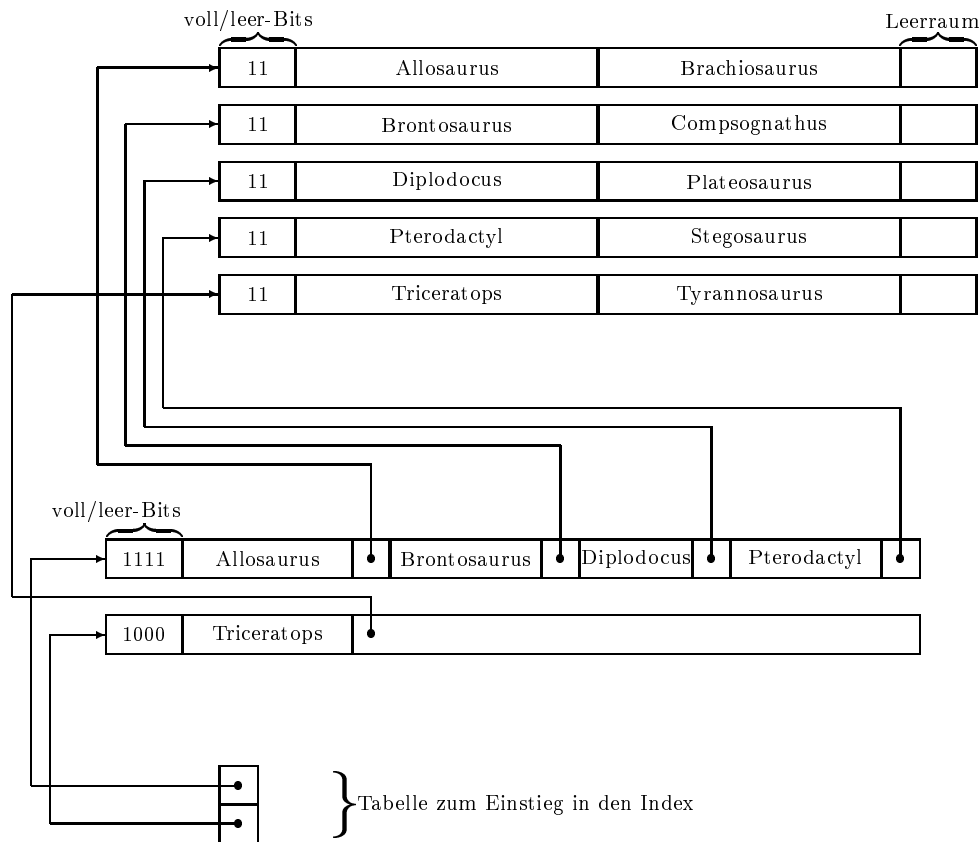 voll/leer-Bits Leerraum
11 Allosaurus Brachiosaurus
11 Brontosaurus Compsognathus
11 Diplodocus Plateosaurus
11 Pterodactyl Stegosaurus
11 Triceratops Tyrannosaurus
voll/leer-Bits
1111 Allosaurus Brontosaurus Diplodocus Pterodactyl
1000 Triceratops
Tabelle zum Einstieg in den Index